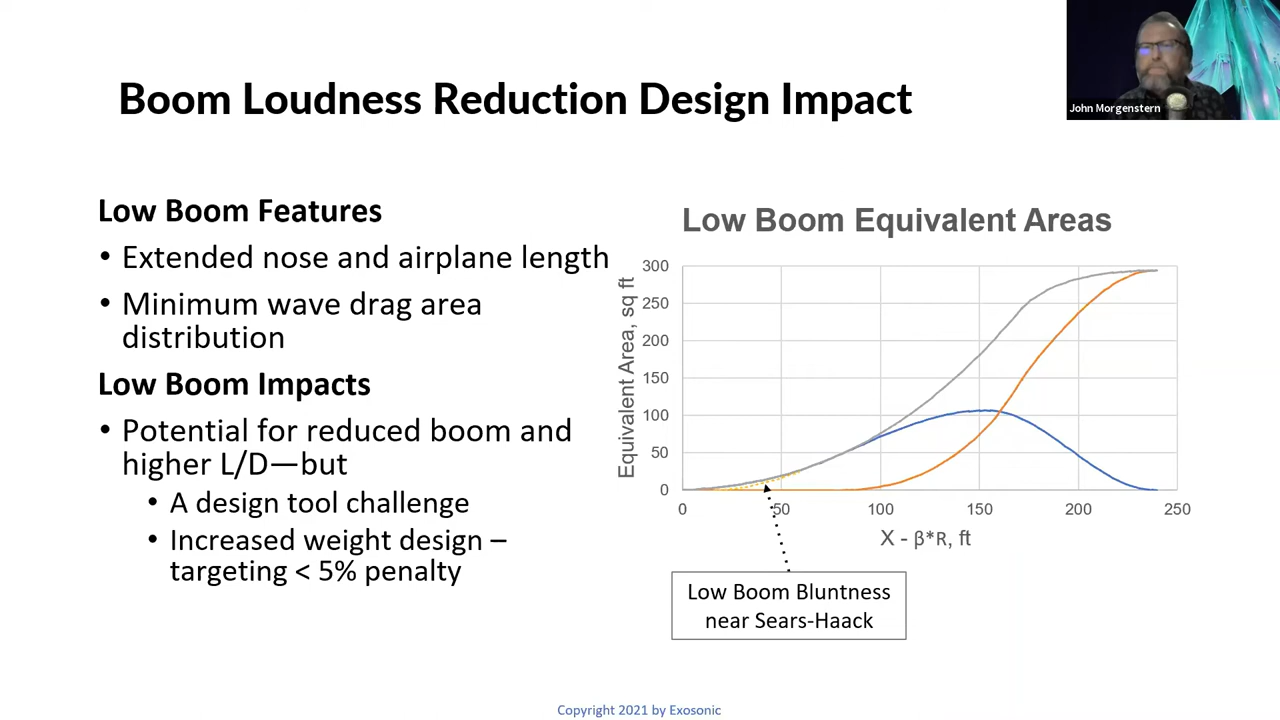 Boom Loudness Reduction Design Impact
John Morgenstern
Low Boom Features
• Extended nose and airplane length
• Minimum wave drag area
distribution
Low Boom Impacts
• Potential for reduced boom and
higher L/D—but
• A design tool challenge
• Increased weight design –
targeting < 5% penalty
Low Boom Equivalent Areas
Equivalent Area, sq ft
300
250
200
150
100
50
0
0 50 100 150 200 250
X - β*R, ft
Low Boom Bluntness
near Sears-Haack
Copyright 2021 by Exosonic